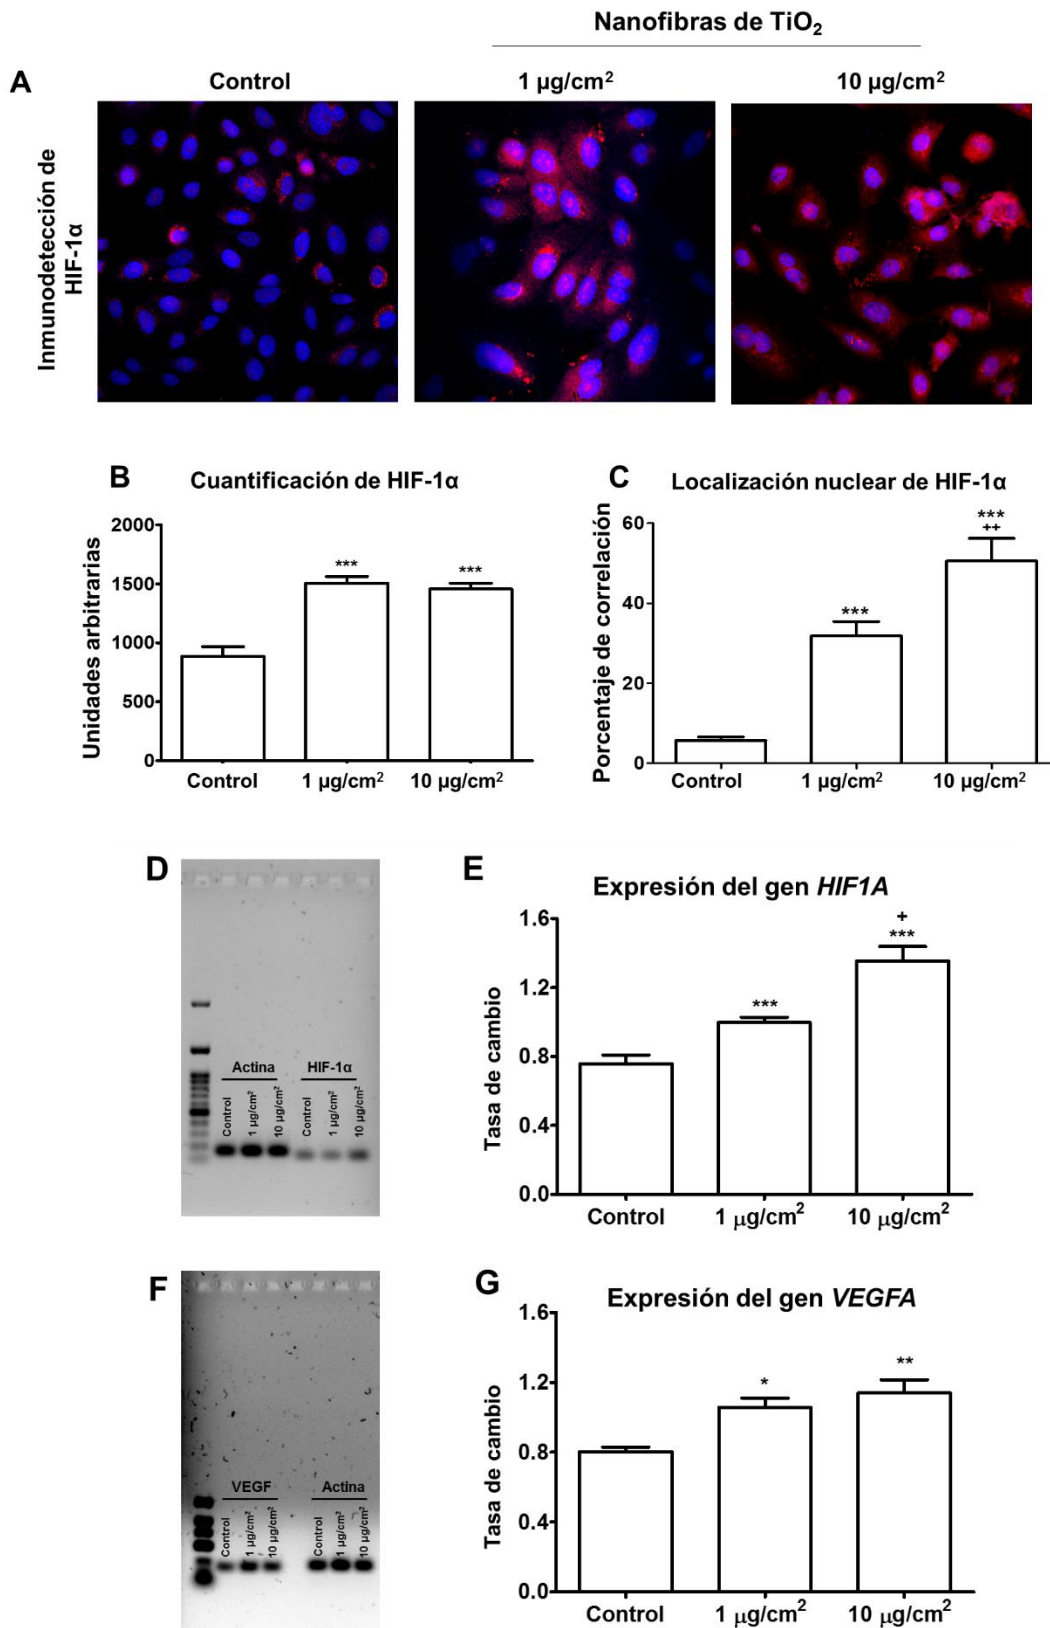 Nanofibras de TiO2
A
Control
1 µg/cm2
10 µg/cm2
Inmunodetección de
HIF-1α
B
Cuantificación de HIF-1α
Unidades arbitrarias
2000
1500
1000
500
0
***
***
Control
1 µg/cm2
10 µg/cm2
C
Localización nuclear de HIF-1α
Porcentaje de correlación
60
40
20
0
***
***
++
Control
1 µg/cm2
10 µg/cm2
D
Actina
HIF-1α
Control
1 µg/cm2
10 µg/cm2
Control
1 µg/cm2
10 µg/cm2
E
Expresión del gen HIF1A
Tasa de cambio
1.6
1.2
0.8
0.4
0.0
***
+
***
Control
1 µg/cm2
10 µg/cm2
F
VEGF
Actina
Control
1 µg/cm2
10 µg/cm2
Control
1 µg/cm2
10 µg/cm2
G
Expresión del gen VEGFA
Tasa de cambio
1.6
1.2
0.8
0.4
0.0
*
**
Control
1 µg/cm2
10 µg/cm2